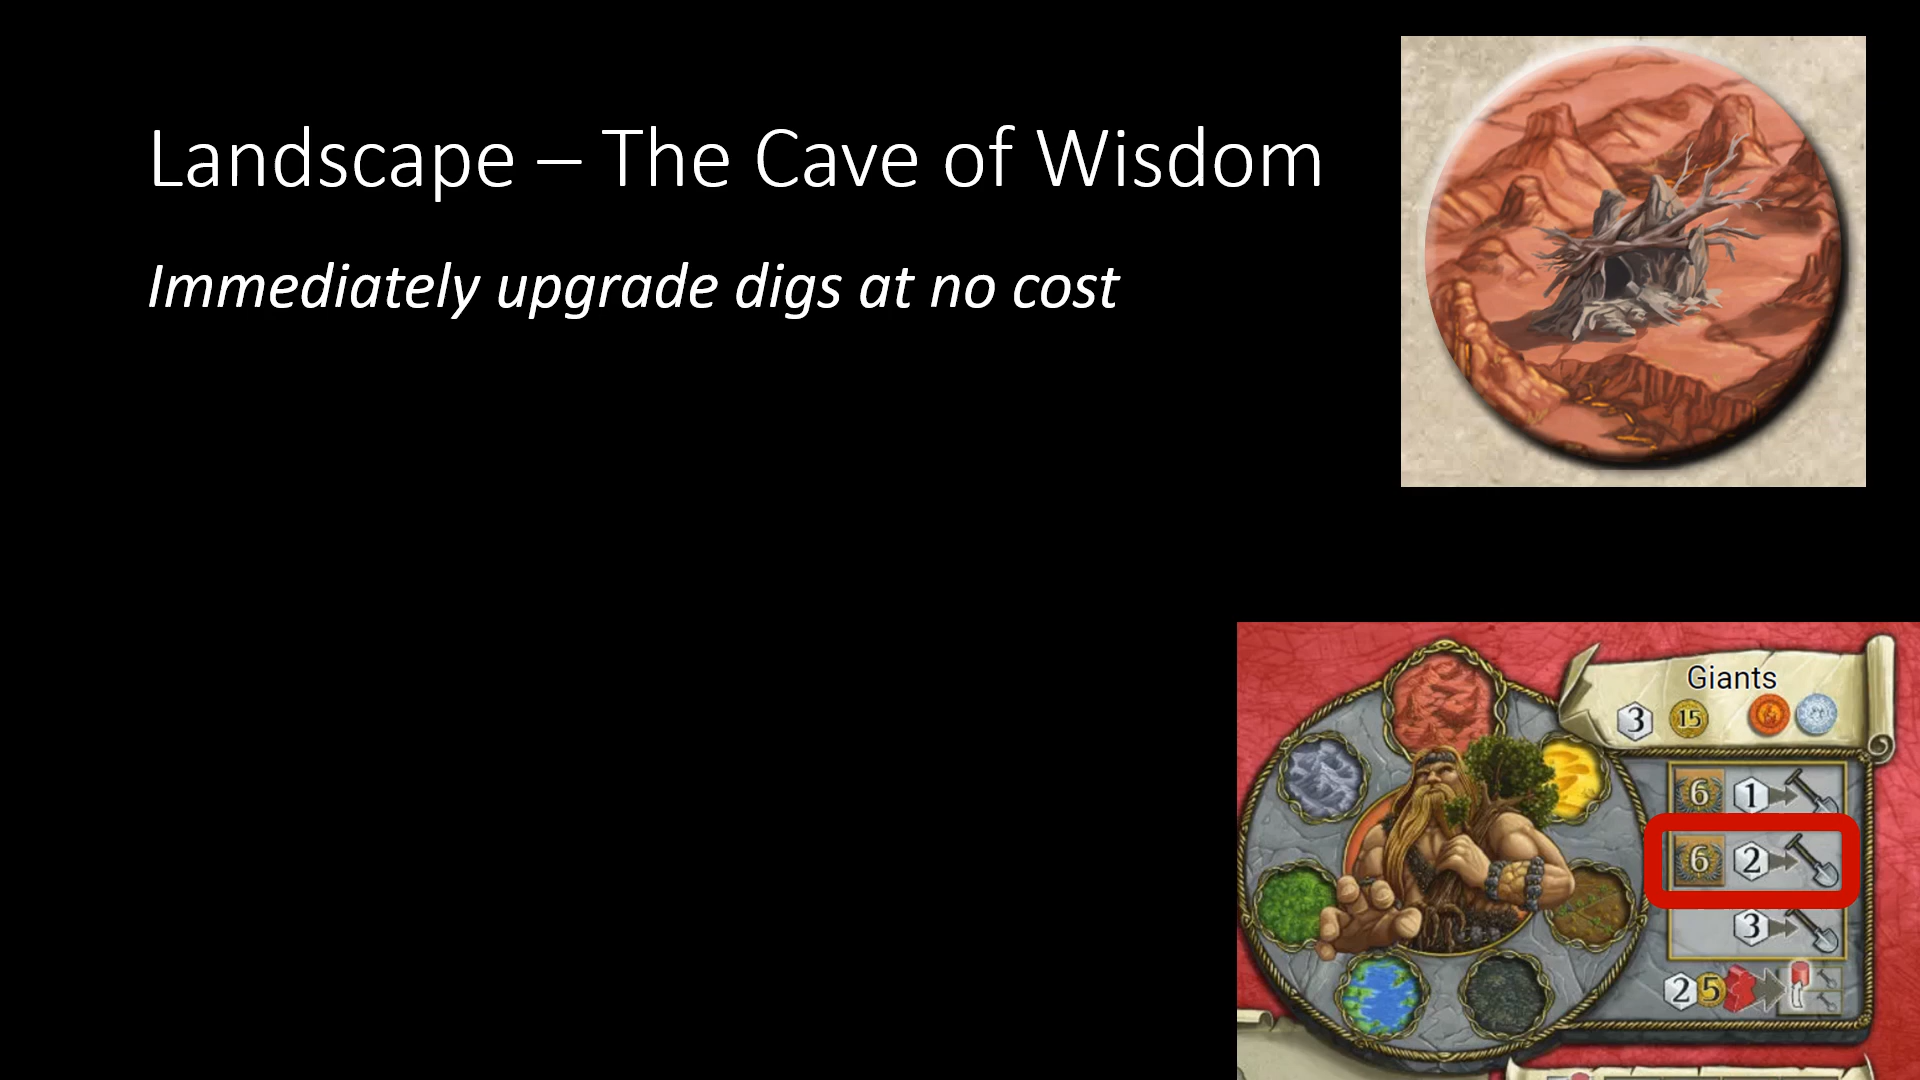 Landscape – The Cave of Wisdom
Immediately upgrade digs at no cost
Giants
3 15
6 1
6 2
3
2 5